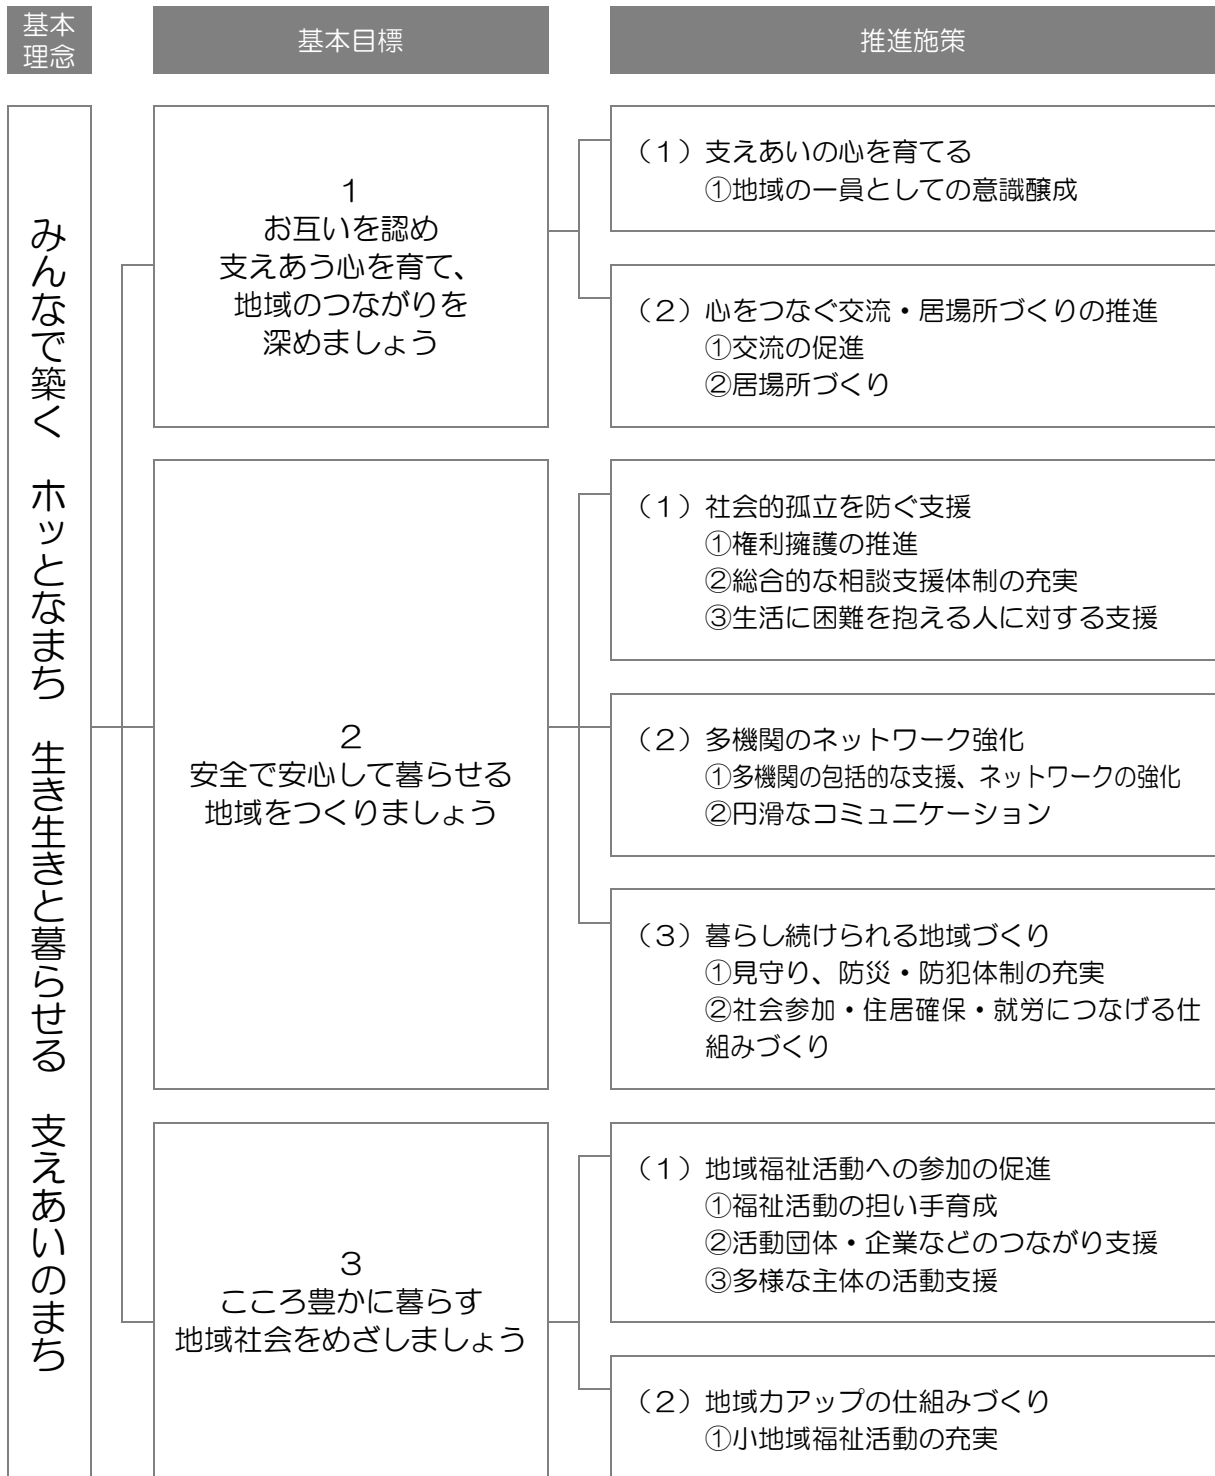 基本
理念
基本目標
推進施策
みんなで築く　ホッとなまち　生き生きと暮らせる　支えあいのまち
1
お互いを認め
支えあう心を育て、
地域のつながりを
深めましょう
（1）支えあいの心を育てる
①地域の一員としての意識醸成
（2）心をつなぐ交流・居場所づくりの推進
①交流の促進
②居場所づくり
2
安全で安心して暮らせる
地域をつくりましょう
（1）社会的孤立を防ぐ支援
①権利擁護の推進
②総合的な相談支援体制の充実
③生活に困難を抱える人に対する支援
（2）多機関のネットワーク強化
①多機関の包括的な支援、ネットワークの強化
②円滑なコミュニケーション
（3）暮らし続けられる地域づくり
①見守り、防災・防犯体制の充実
②社会参加・住居確保・就労につなげる仕
組みづくり
3
こころ豊かに暮らす
地域社会をめざしましょう
（1）地域福祉活動への参加の促進
①福祉活動の担い手育成
②活動団体・企業などのつながり支援
③多様な主体の活動支援
（2）地域力アップの仕組みづくり
①小地域福祉活動の充実